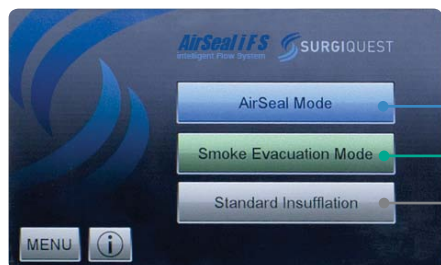 AirSeal iFS SURGIQUEST
Intelligent Flow System
AirSeal Mode
Smoke Evacuation Mode
Standard Insufflation
MENU i